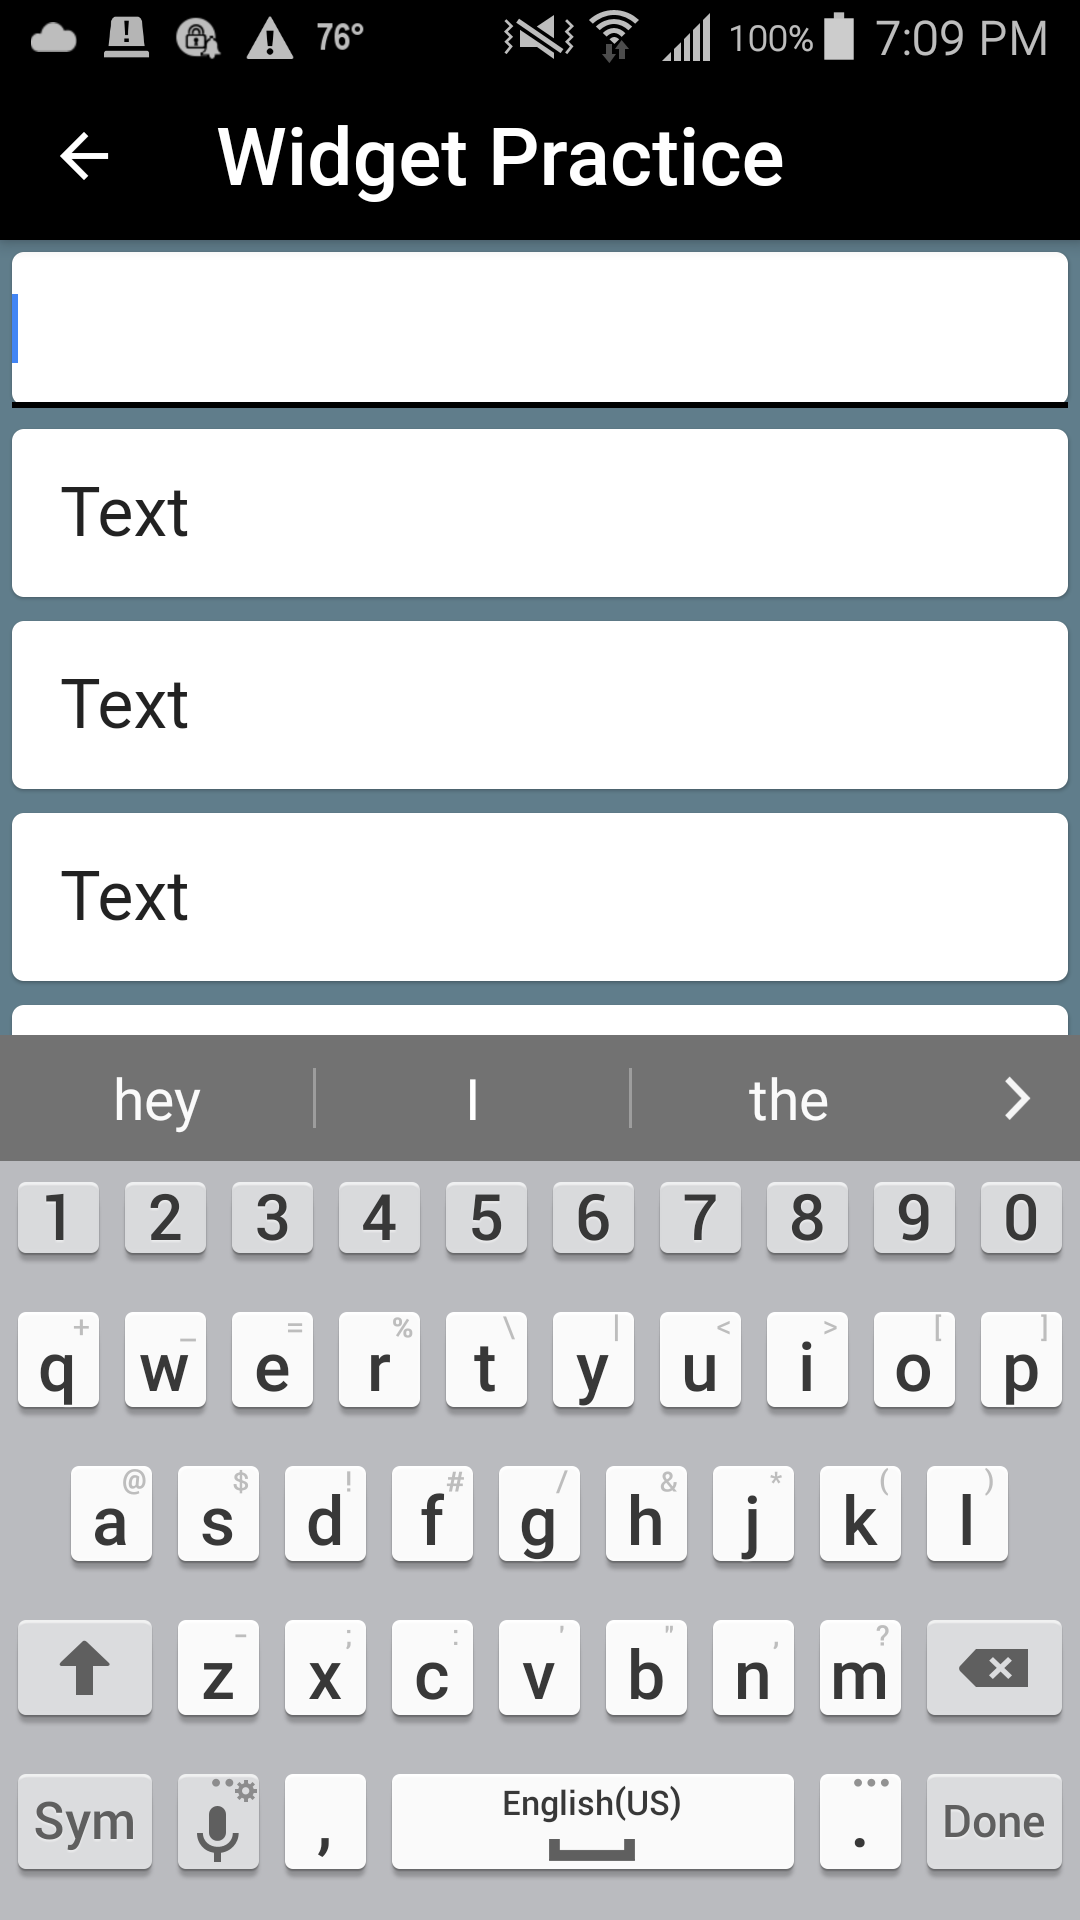 76° 100% 7:09 PM
Widget Practice
Text
Text
Text
hey I the
1 2 3 4 5 6 7 8 9 0
+ _ = % \ | < > [ ]
q w e r t y u i o p
@ $ ! # / & * ( )
a s d f g h j k l
- ; : ' " , ?
z x c v b n m
Sym , English(US) . Done